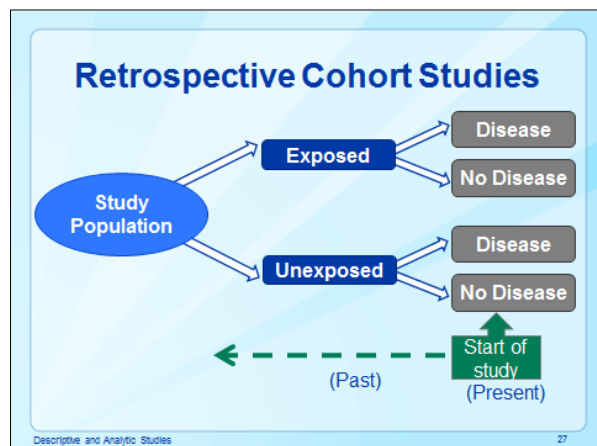 Retrospective Cohort Studies
Study
Population
Exposed
Disease
No Disease
Unexposed
Disease
No Disease
Start of
study
(Past)
(Present)
Descriptive and Analytic Studies
27